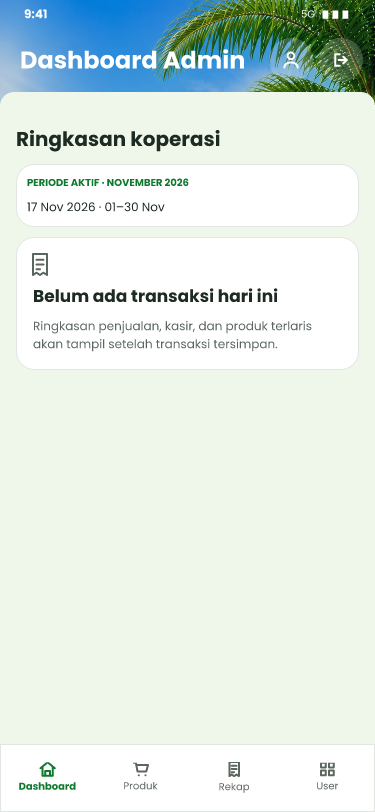 9:41
5G
Dashboard Admin
Ringkasan koperasi
PERIODE AKTIF · NOVEMBER 2026
17 Nov 2026 · 01–30 Nov
Belum ada transaksi hari ini
Ringkasan penjualan, kasir, dan produk terlaris
akan tampil setelah transaksi tersimpan.
Dashboard
Produk
Rekap
User